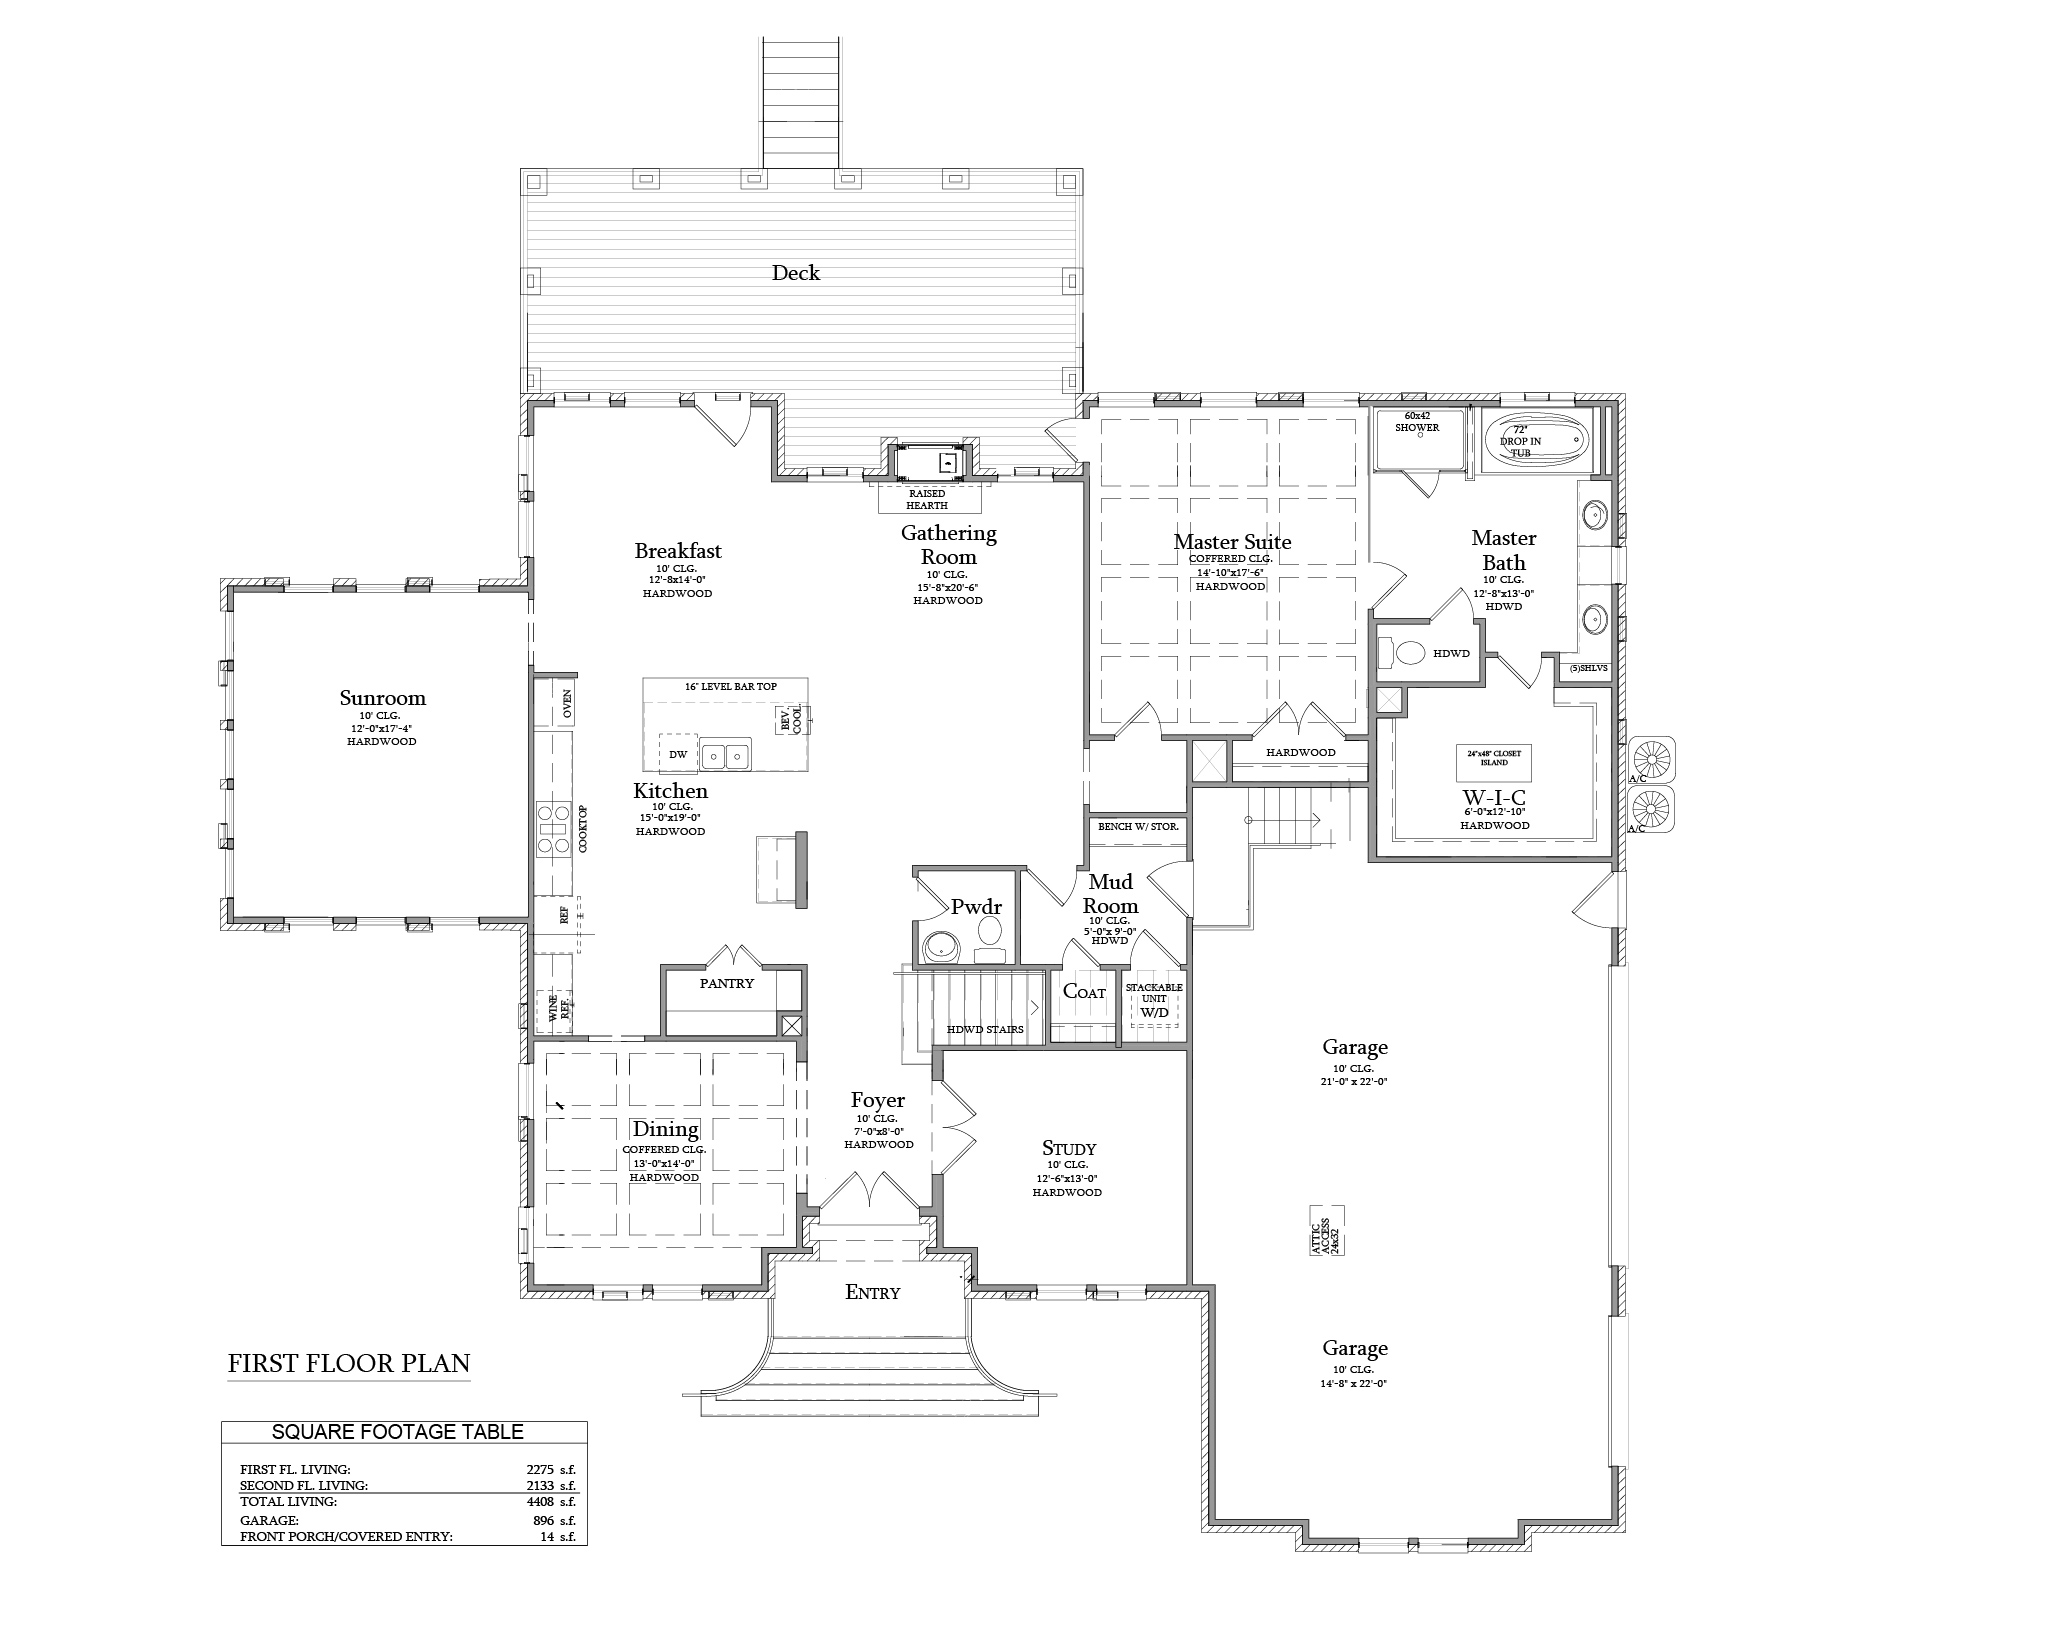 Deck
60x42
SHOWER
72"
DROP IN
TUB
RAISED
HEARTH
Gathering
Room
10' CLG.
15'-8"x20'-6"
HARDWOOD
Breakfast
10' CLG.
12'-8x14'-0"
HARDWOOD
Master Suite
COFFERED CLG.
14'-10"x17'-6"
HARDWOOD
Master
Bath
10' CLG.
12'-8"x13'-0"
HDWD
HDWD
(5)SHLVS
Sunroom
10' CLG.
12'-0"x17'-4"
HARDWOOD
OVEN
16" LEVEL BAR TOP
BEV.
COOL.
DW
Kitchen
10' CLG.
15'-0"x19'-0"
HARDWOOD
COOKTOP
HARDWOOD
24"x48" CLOSET
ISLAND
W-I-C
6'-0"x12'-10"
HARDWOOD
A/C
A/C
BENCH W/ STOR.
Mud
Room
10' CLG.
5'-0"x 9'-0"
HDWD
Pwdr
REF
PANTRY
WINE
REF.
COAT
STACKABLE
UNIT
W/D
HDWD STAIRS
Garage
10' CLG.
21'-0" x 22'-0"
Foyer
10' CLG.
7'-0"x8'-0"
HARDWOOD
Dining
COFFERED CLG.
13'-0"x14'-0"
HARDWOOD
STUDY
10' CLG.
12'-6"x13'-0"
HARDWOOD
ATTIC
ACCESS
24x32
ENTRY
Garage
10' CLG.
14'-8" x 22'-0"
FIRST FLOOR PLAN
SQUARE FOOTAGE TABLE
FIRST FL. LIVING: 2275 s.f.
SECOND FL. LIVING: 2133 s.f.
TOTAL LIVING: 4408 s.f.
GARAGE: 896 s.f.
FRONT PORCH/COVERED ENTRY: 14 s.f.